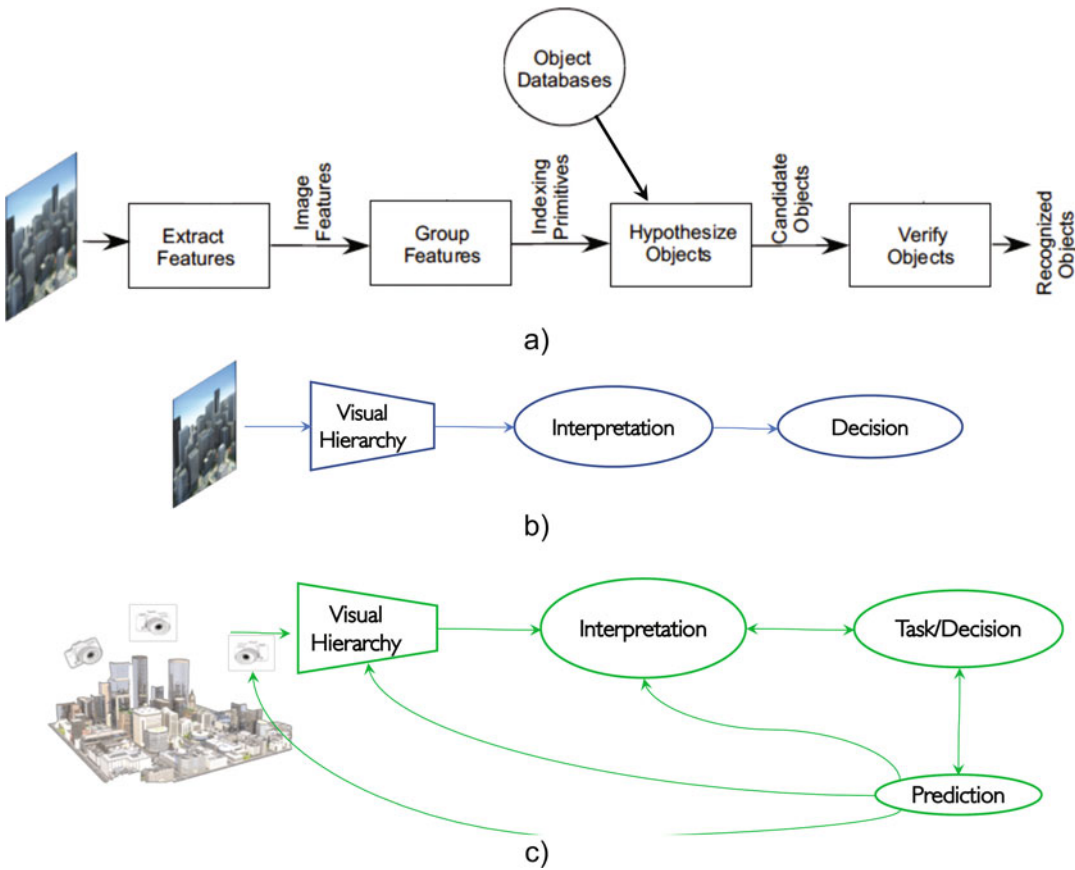 Object
Databases
Extract
Features
Image
Features
Group
Features
Indexing
Primitives
Hypothesize
Objects
Candidate
Objects
Verify
Objects
Recognized
Objects
a)
Visual
Hierarchy
Interpretation
Decision
b)
Visual
Hierarchy
Interpretation
Task/Decision
Prediction
c)